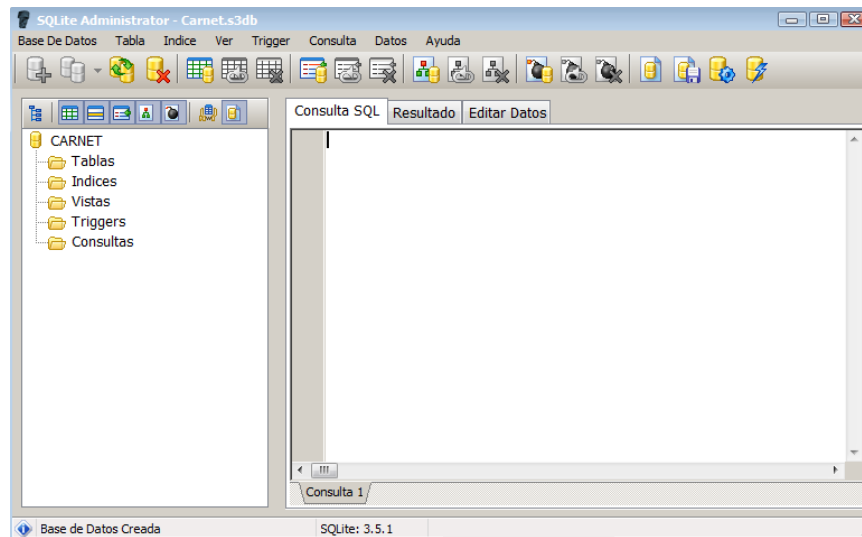 SQLite Administrator - Carnet.s3db
Base De Datos Tabla Indice Ver Trigger Consulta Datos Ayuda
Consulta SQL Resultado Editar Datos
CARNET
Tablas
Indices
Vistas
Triggers
Consultas
Consulta 1
Base de Datos Creada SQLite: 3.5.1